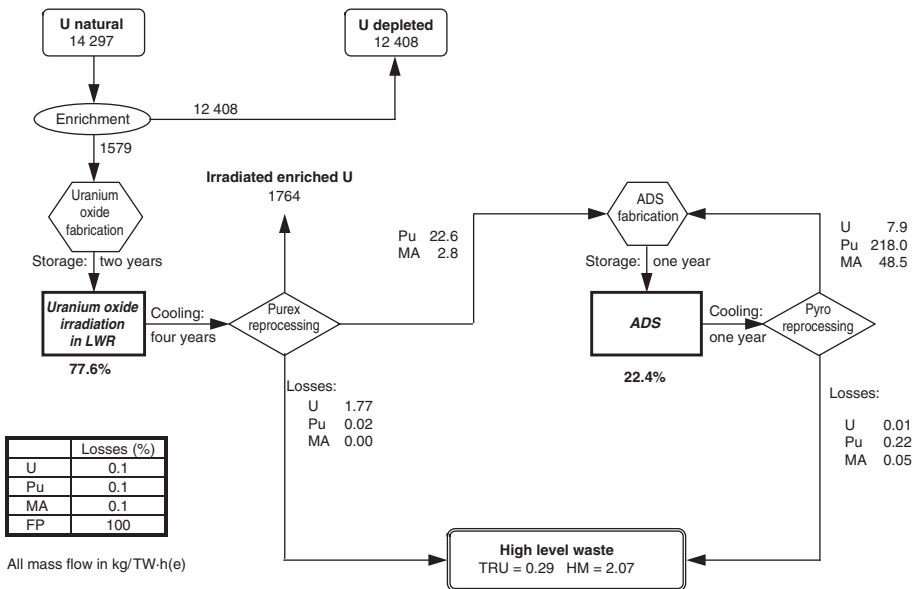 U natural
14 297
U depleted
12 408
Enrichment
12 408
1579
Uranium
oxide
fabrication
Storage: two years
Uranium oxide
irradiation
in LWR
77.6%
Cooling:
four years
Irradiated enriched U
1764
Purex
reprocessing
Pu 22.6
MA 2.8
ADS
fabrication
Storage: one year
ADS
22.4%
Cooling:
one year
Pyro
reprocessing
U 7.9
Pu 218.0
MA 48.5
Losses:
U 1.77
Pu 0.02
MA 0.00
Losses:
U 0.01
Pu 0.22
MA 0.05
Losses (%)
U 0.1
Pu 0.1
MA 0.1
FP 100
All mass flow in kg/TW·h(e)
High level waste
TRU = 0.29 HM = 2.07